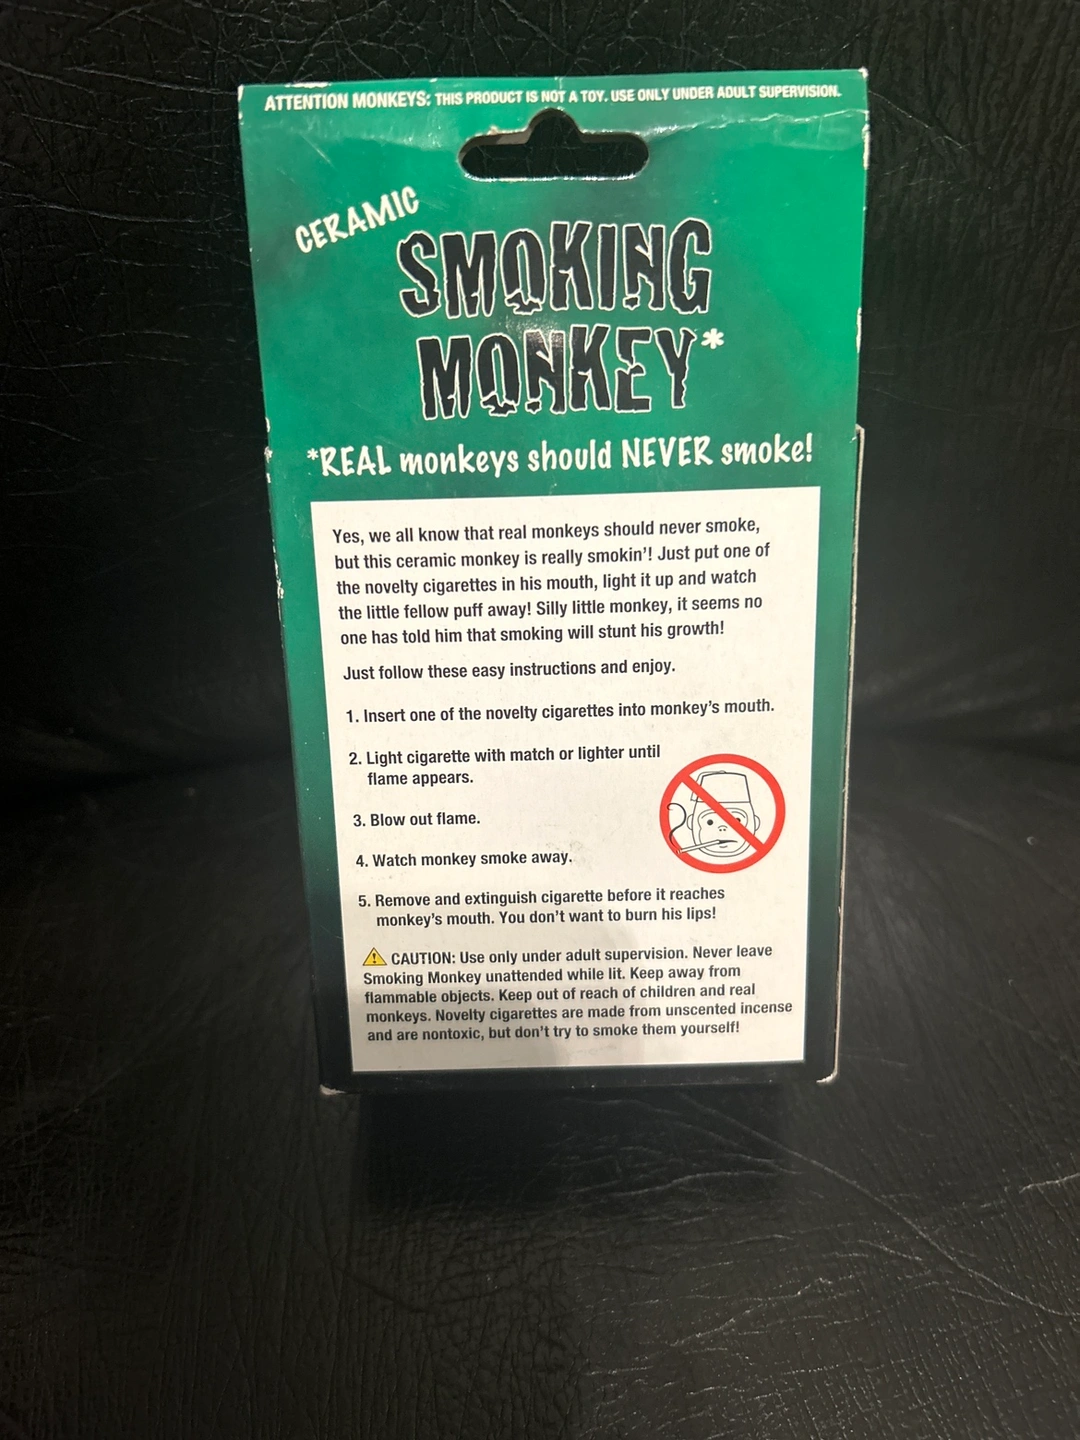 ATTENTION MONKEYS: THIS PRODUCT IS NOT A TOY. USE ONLY UNDER ADULT SUPERVISION.
CERAMIC
SMOKING
MONKEY*
*REAL monkeys should NEVER smoke!
Yes, we all know that real monkeys should never smoke,
but this ceramic monkey is really smokin'! Just put one of
the novelty cigarettes in his mouth, light it up and watch
the little fellow puff away! Silly little monkey, it seems no
one has told him that smoking will stunt his growth!
Just follow these easy instructions and enjoy.
1. Insert one of the novelty cigarettes into monkey's mouth.
2. Light cigarette with match or lighter until
flame appears.
3. Blow out flame.
4. Watch monkey smoke away.
5. Remove and extinguish cigarette before it reaches
monkey's mouth. You don't want to burn his lips!
CAUTION: Use only under adult supervision. Never leave
Smoking Monkey unattended while lit. Keep away from
flammable objects. Keep out of reach of children and real
monkeys. Novelty cigarettes are made from unscented incense
and are nontoxic, but don't try to smoke them yourself!